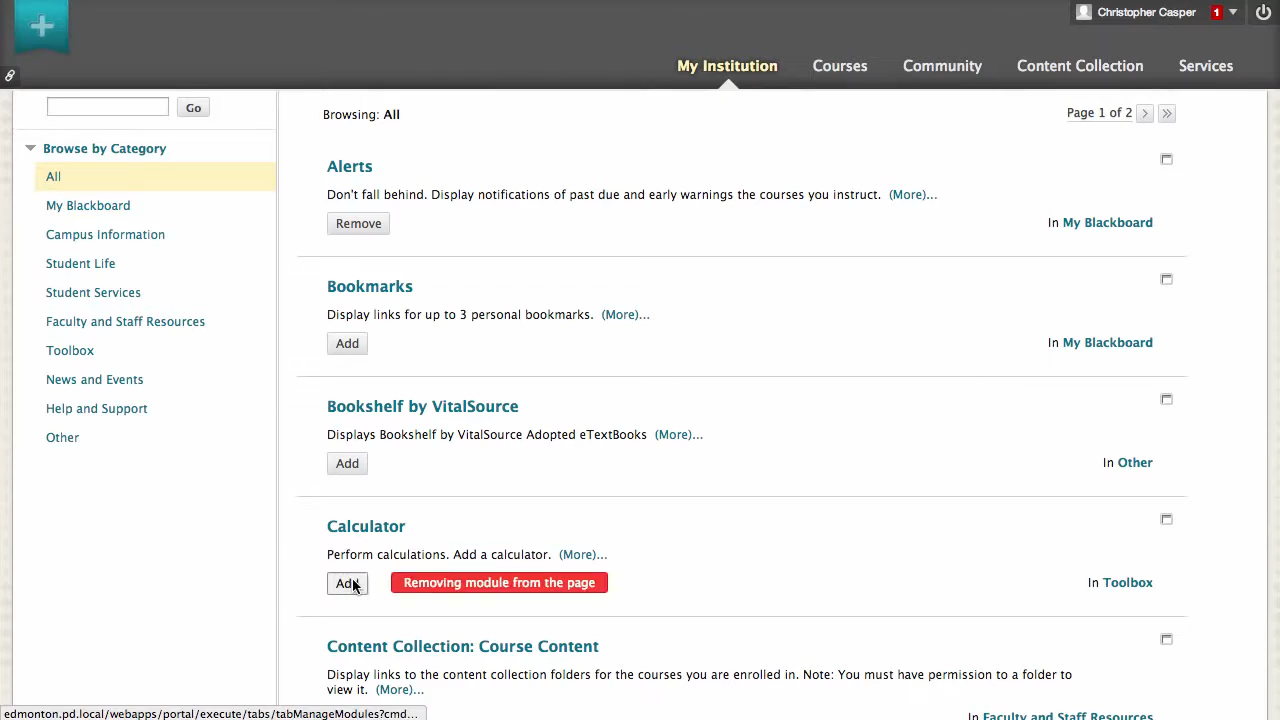 Christopher Casper 1
My Institution Courses Community Content Collection Services
Go
Browse by Category
All
My Blackboard
Campus Information
Student Life
Student Services
Faculty and Staff Resources
Toolbox
News and Events
Help and Support
Other
Browsing: All
Page 1 of 2
Alerts
Don't fall behind. Display notifications of past due and early warnings the courses you instruct. (More)...
Remove
In My Blackboard
Bookmarks
Display links for up to 3 personal bookmarks. (More)...
Add
In My Blackboard
Bookshelf by VitalSource
Displays Bookshelf by VitalSource Adopted eTextBooks (More)...
Add
In Other
Calculator
Perform calculations. Add a calculator. (More)...
Add
Removing module from the page
In Toolbox
Content Collection: Course Content
Display links to the content collection folders for the courses you are enrolled in. Note: You must have permission to a folder to
view it. (More)...
In Faculty and Staff Resources
edmonton.pd.local/webapps/portal/execute/tabs/tabManageModules?cmd...